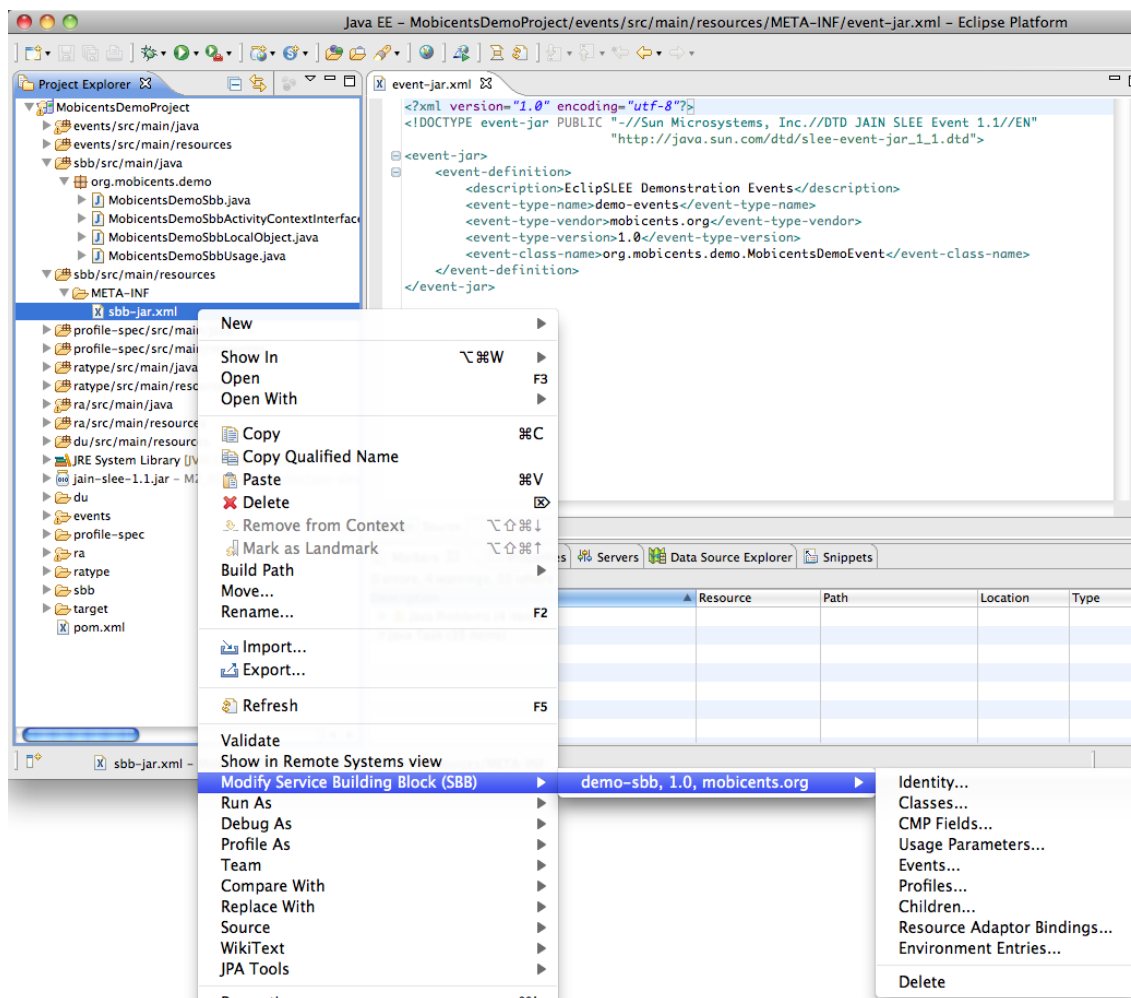 Java EE – MobicentsDemoProject/events/src/main/resources/META-INF/event-jar.xml – Eclipse Platform
Project Explorer
MobicentsDemoProject
events/src/main/java
events/src/main/resources
sbb/src/main/java
org.mobicents.demo
MobicentsDemoSbb.java
MobicentsDemoSbbActivityContextInterface
MobicentsDemoSbbLocalObject.java
MobicentsDemoSbbUsage.java
sbb/src/main/resources
META-INF
sbb-jar.xml
profile-spec/src/mai
profile-spec/src/mai
ratype/src/main/java
ratype/src/main/reso
ra/src/main/java
ra/src/main/resource
du/src/main/resourc
JRE System Library [JV
jain-slee-1.1.jar – M2
du
events
profile-spec
ra
ratype
sbb
target
pom.xml
event-jar.xml
<?xml version="1.0" encoding="utf-8"?>
<!DOCTYPE event-jar PUBLIC "-//Sun Microsystems, Inc.//DTD JAIN SLEE Event 1.1//EN"
"http://java.sun.com/dtd/slee-event-jar_1_1.dtd">
<event-jar>
<event-definition>
<description>EclipSLEE Demonstration Events</description>
<event-type-name>demo-events</event-type-name>
<event-type-vendor>mobicents.org</event-type-vendor>
<event-type-version>1.0</event-type-version>
<event-class-name>org.mobicents.demo.MobicentsDemoEvent</event-class-name>
</event-definition>
</event-jar>
New
Show In ⌥⌘W
Open F3
Open With
Copy ⌘C
Copy Qualified Name
Paste ⌘V
Delete ⌦
Remove from Context ⌥⇧⌘↓
Mark as Landmark ⌥⇧⌘↑
Build Path
Move...
Rename... F2
Import...
Export...
Refresh F5
Validate
Show in Remote Systems view
Modify Service Building Block (SBB)
Run As
Debug As
Profile As
Team
Compare With
Replace With
Source
WikiText
JPA Tools
s Servers Data Source Explorer Snippets
Resource Path Location Type
sbb-jar.xml –
demo-sbb, 1.0, mobicents.org
Identity...
Classes...
CMP Fields...
Usage Parameters...
Events...
Profiles...
Children...
Resource Adaptor Bindings...
Environment Entries...
Delete